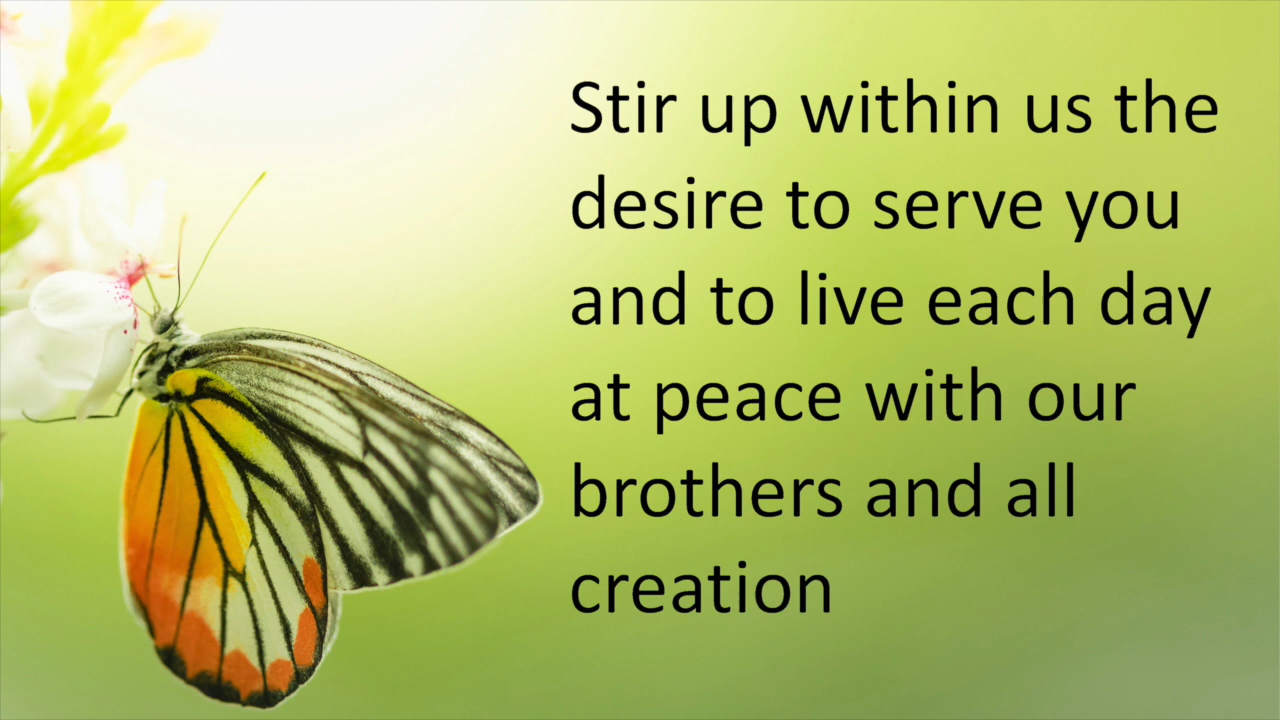 Stir up within us the
desire to serve you
and to live each day
at peace with our
brothers and all
creation